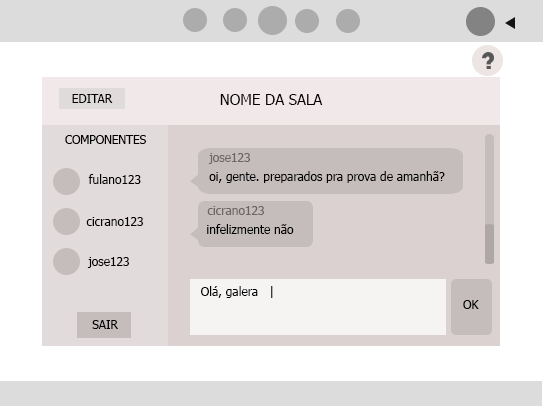 ?
EDITAR
NOME DA SALA
COMPONENTES
fulano123
cicrano123
jose123
SAIR
jose123
oi, gente. preparados pra prova de amanhã?
cicrano123
infelizmente não
Olá, galera |
OK